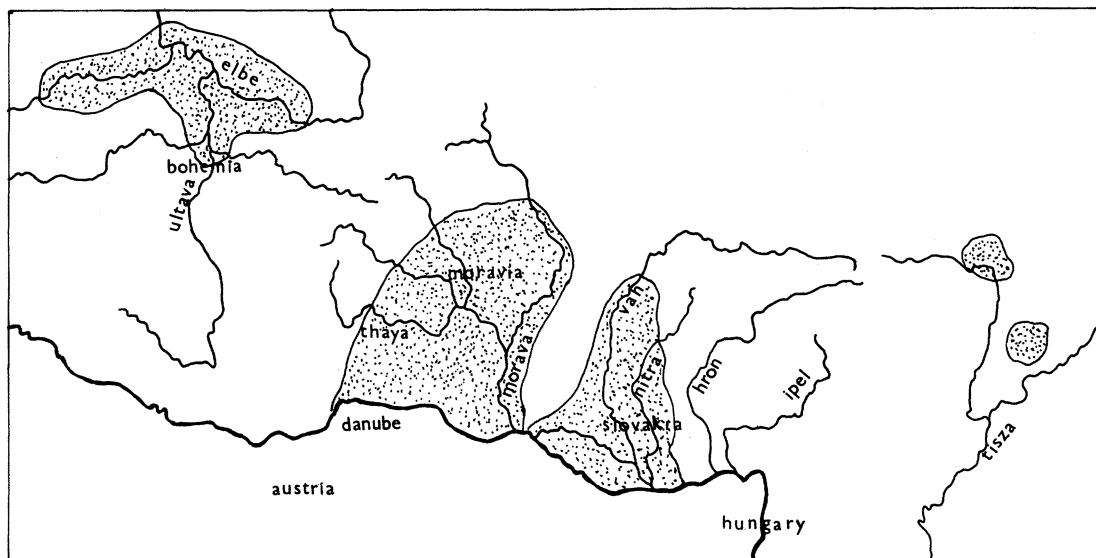 elbe
bohemia
ultava
moravia
thaya
morava
vah
nitra
hron
ipel
slovakia
danube
tisza
austria
hungary